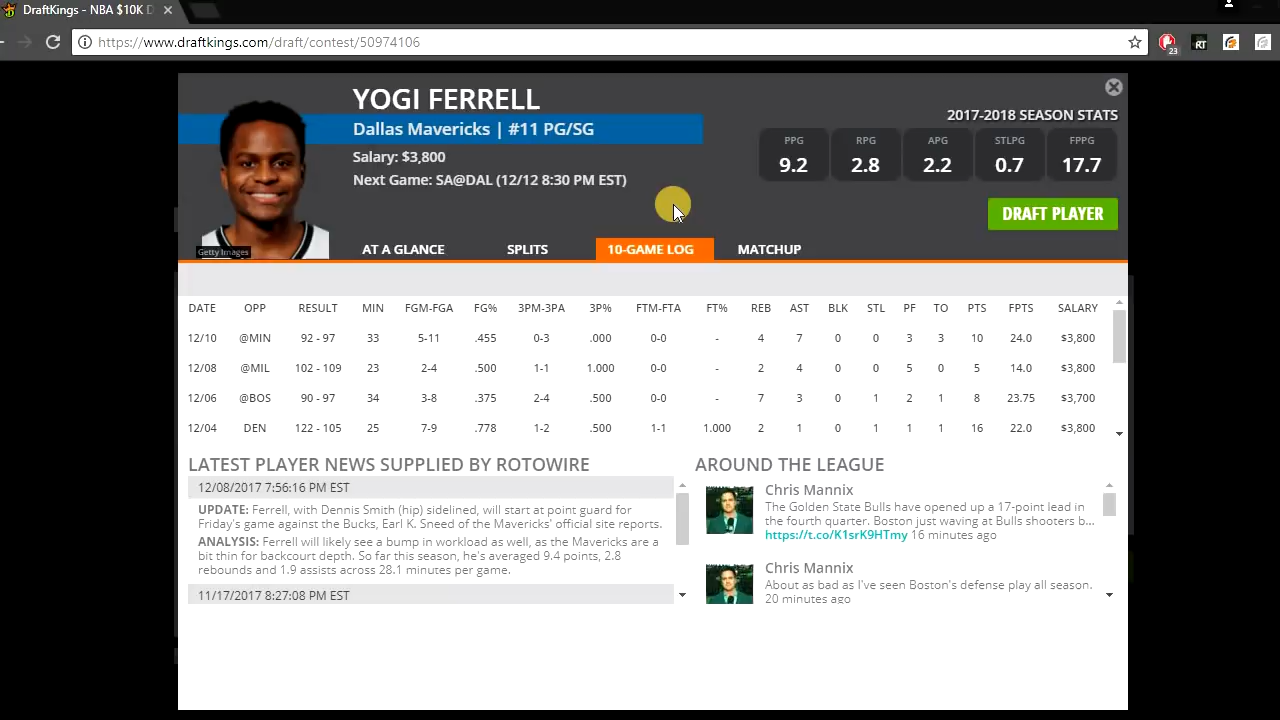 DraftKings - NBA $10K D
https://www.draftkings.com/draft/contest/50974106
23
RT
YOGI FERRELL
Dallas Mavericks | #11 PG/SG
Salary: $3,800
Next Game: SA@DAL (12/12 8:30 PM EST)
2017-2018 SEASON STATS
PPG RPG APG STLPG FPPG
9.2 2.8 2.2 0.7 17.7
DRAFT PLAYER
Getty Images
AT A GLANCE SPLITS 10-GAME LOG MATCHUP
DATE OPP RESULT MIN FGM-FGA FG% 3PM-3PA 3P% FTM-FTA FT% REB AST BLK STL PF TO PTS FPTS SALARY
12/10 @MIN 92 - 97 33 5-11 .455 0-3 .000 0-0 - 4 7 0 0 3 3 10 24.0 $3,800
12/08 @MIL 102 - 109 23 2-4 .500 1-1 1.000 0-0 - 2 4 0 0 5 0 5 14.0 $3,800
12/06 @BOS 90 - 97 34 3-8 .375 2-4 .500 0-0 - 7 3 0 1 2 1 8 23.75 $3,700
12/04 DEN 122 - 105 25 7-9 .778 1-2 .500 1-1 1.000 2 1 0 1 1 1 16 22.0 $3,800
LATEST PLAYER NEWS SUPPLIED BY ROTOWIRE
12/08/2017 7:56:16 PM EST
UPDATE: Ferrell, with Dennis Smith (hip) sidelined, will start at point guard for
Friday's game against the Bucks, Earl K. Sneed of the Mavericks' official site reports.
ANALYSIS: Ferrell will likely see a bump in workload as well, as the Mavericks are a
bit thin for backcourt depth. So far this season, he's averaged 9.4 points, 2.8
rebounds and 1.9 assists across 28.1 minutes per game.
11/17/2017 8:27:08 PM EST
AROUND THE LEAGUE
Chris Mannix
The Golden State Bulls have opened up a 17-point lead in
the fourth quarter. Boston just waving at Bulls shooters b...
https://t.co/K1srK9HTmy 16 minutes ago
Chris Mannix
About as bad as I've seen Boston's defense play all season.
20 minutes ago